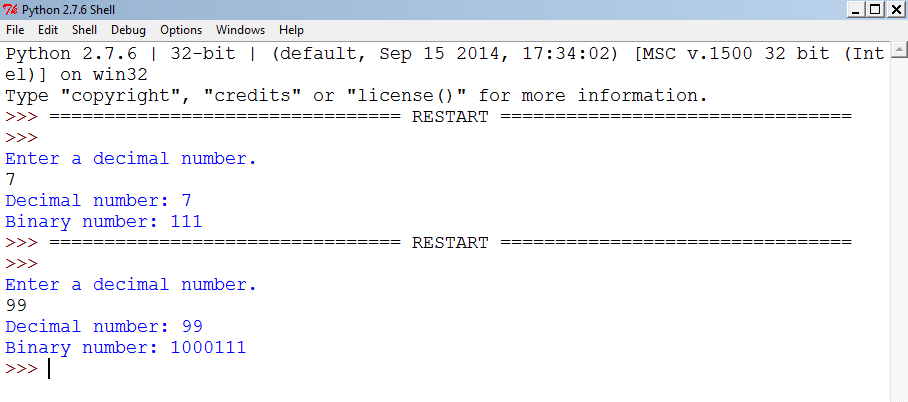 Python 2.7.6 Shell
File Edit Shell Debug Options Windows Help
Python 2.7.6 | 32-bit | (default, Sep 15 2014, 17:34:02) [MSC v.1500 32 bit (Int
el)] on win32
Type "copyright", "credits" or "license()" for more information.
>>> ================================ RESTART ================================
>>>
Enter a decimal number.
7
Decimal number: 7
Binary number: 111
>>> ================================ RESTART ================================
>>>
Enter a decimal number.
99
Decimal number: 99
Binary number: 1000111
>>>